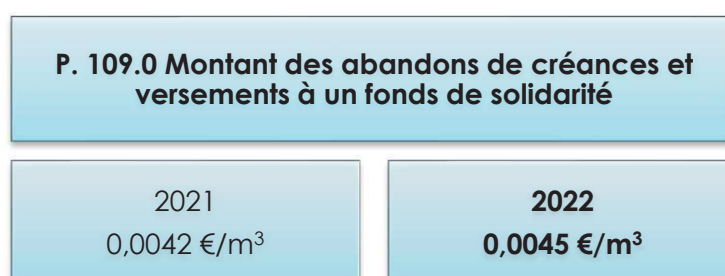 P. 109.0 Montant des abandons de créances et
versements à un fonds de solidarité
2021
0,0042 €/m³
2022
0,0045 €/m³